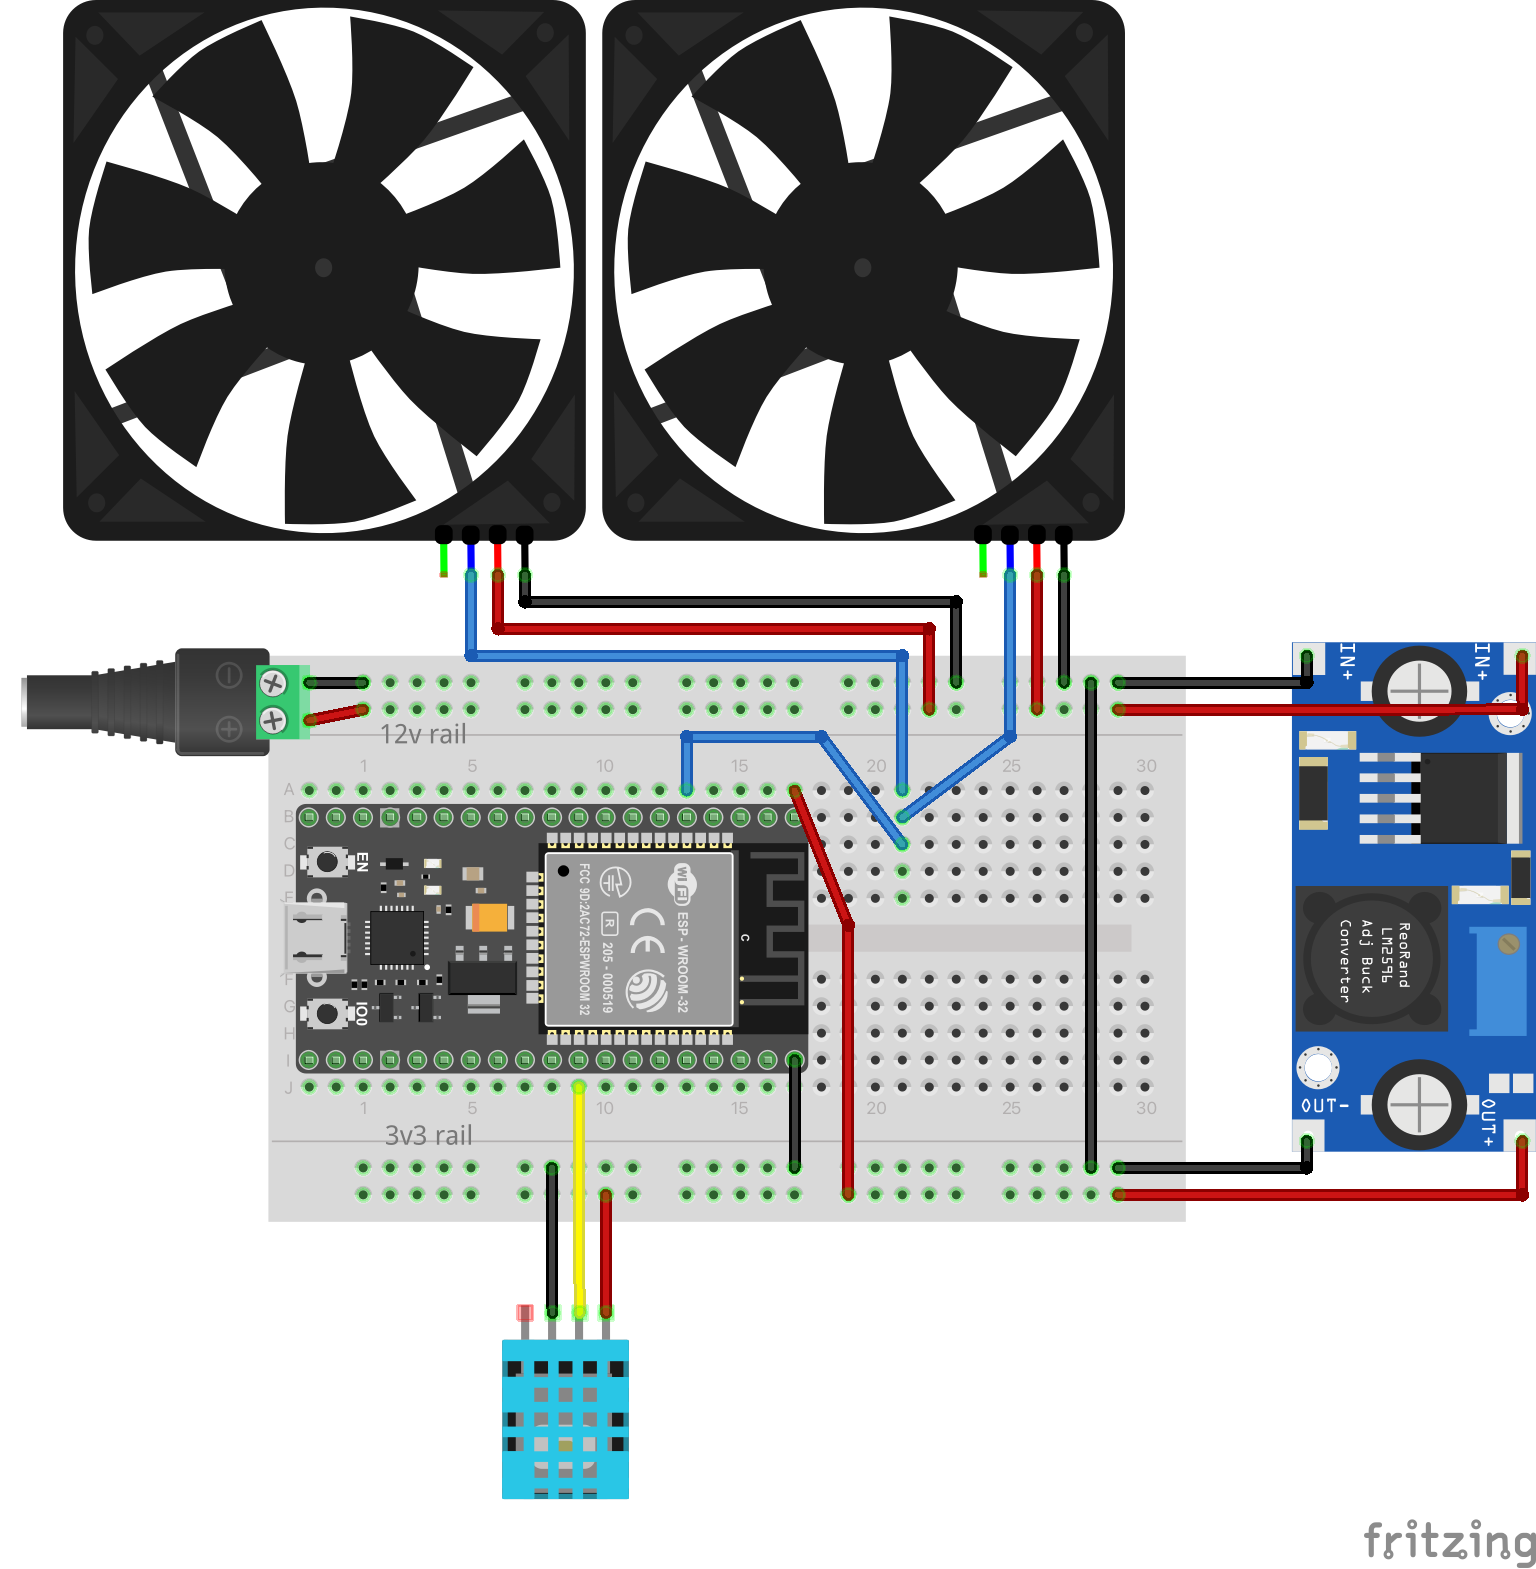 12v rail
1 5 10 15 20 25 30
A
B
C
D
E
F
G
H
I
J
EN
IO0
FCC 9D:2AC72-ESPWROOM 32
R 205 - 000519
CE
WiFi
ESP - WROOM -32
C
1 5 10 15 20 25 30
3v3 rail
IN+
IN+
ReoRand
LM2596
Adj Buck
Converter
OUT-
OUT+
fritzing